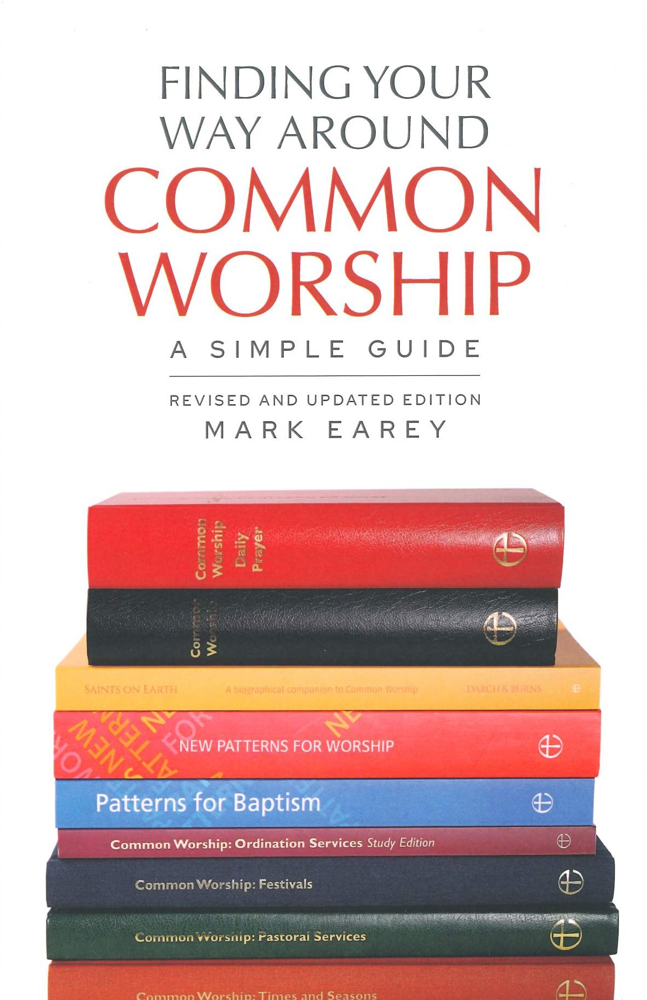 FINDING YOUR
WAY AROUND
COMMON
WORSHIP
A SIMPLE GUIDE
REVISED AND UPDATED EDITION
MARK EAREY
Common
Worship
Daily
Prayer
Common
Worship
SAINTS ON EARTH A biographical companion to Common Worship DARCH & BURNS
NEW PATTERNS FOR WORSHIP
Patterns for Baptism
Common Worship: Ordination Services Study Edition
Common Worship: Festivals
Common Worship: Pastoral Services
Common Worship: Times and Seasons